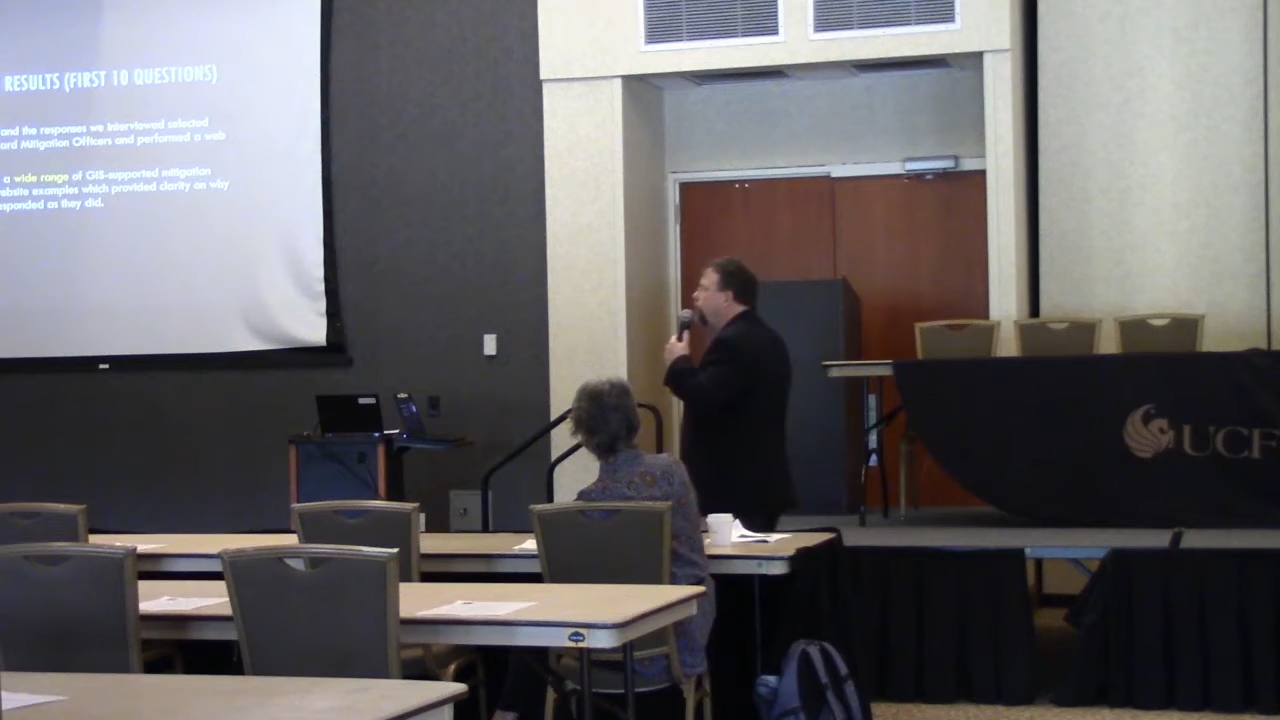 RESULTS (FIRST 10 QUESTIONS)
and the responses we interviewed selected
ard Mitigation Officers and performed a web
a wide range of GIS-supported mitigation
ebsite examples which provided clarity on why
esponded as they did.
UCF